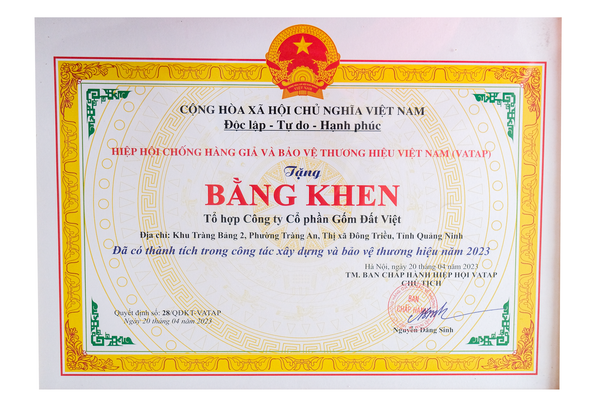 CỘNG HÒA XÃ HỘI CHỦ NGHĨA VIỆT NAM
Độc lập - Tự do - Hạnh phúc
HIỆP HỘI CHỐNG HÀNG GIẢ VÀ BẢO VỆ THƯƠNG HIỆU VIỆT NAM (VATAP)
Tặng
BẰNG KHEN
Tổ hợp Công ty Cổ phần Gốm Đất Việt
Địa chỉ: Khu Tràng Bảng 2, Phường Tràng An, Thị xã Đông Triều, Tỉnh Quảng Ninh
Đã có thành tích trong công tác xây dựng và bảo vệ thương hiệu năm 2023
Hà Nội, ngày 20 tháng 04 năm 2023
TM. BAN CHẤP HÀNH HIỆP HỘI VATAP
CHỦ TỊCH
BAN
CHẤP HÀNH
Quyết định số: 28/QĐKT-VATAP
Ngày 20 tháng 04 năm 2023
Nguyễn Đăng Sinh